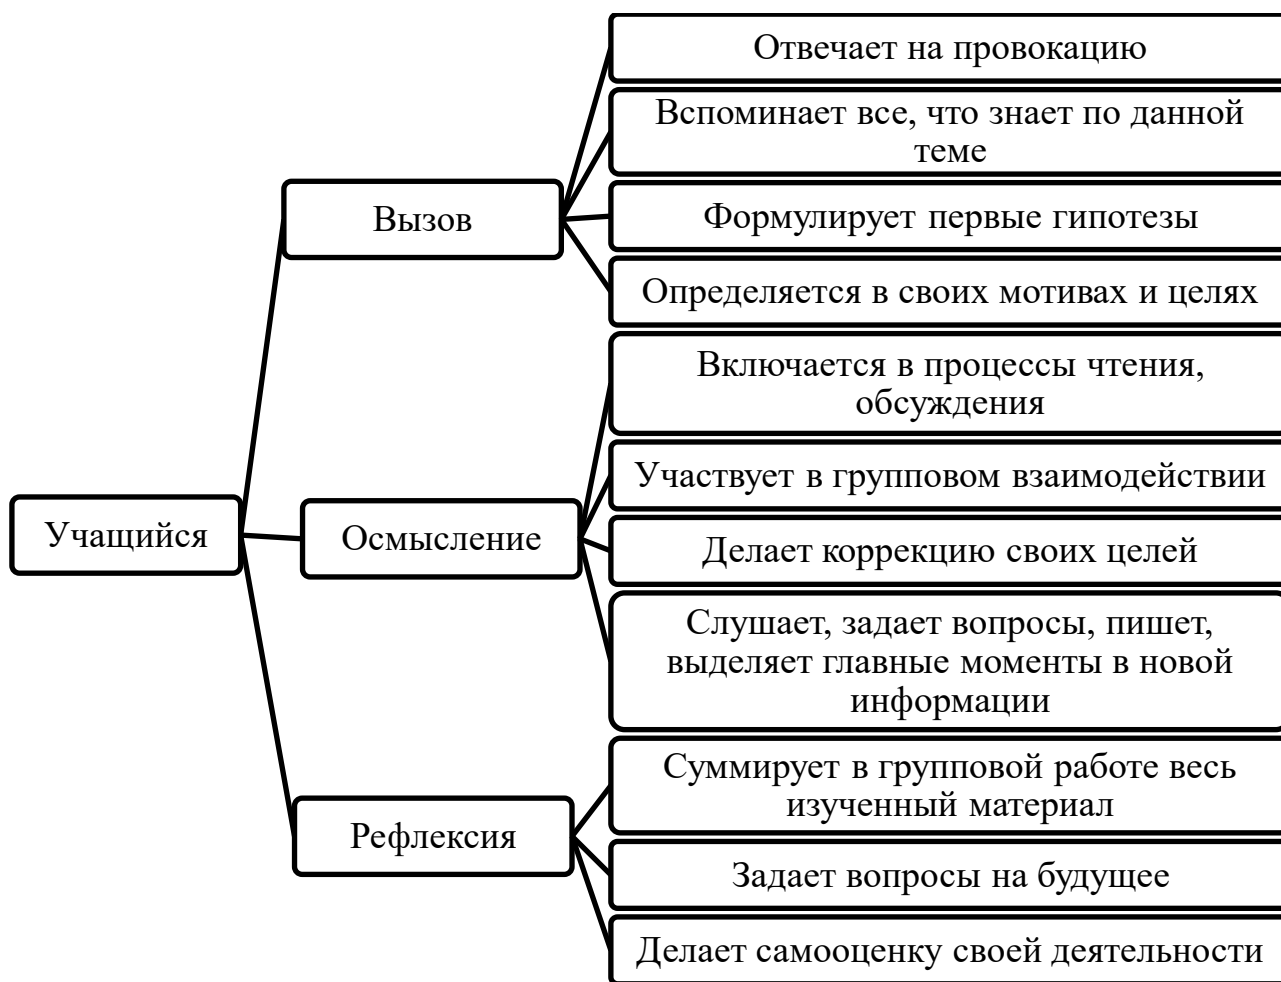 Учащийся
Вызов
Отвечает на провокацию
Вспоминает все, что знает по данной
теме
Формулирует первые гипотезы
Определяется в своих мотивах и целях
Осмысление
Включается в процессы чтения,
обсуждения
Участвует в групповом взаимодействии
Делает коррекцию своих целей
Слушает, задает вопросы, пишет,
выделяет главные моменты в новой
информации
Рефлексия
Суммирует в групповой работе весь
изученный материал
Задает вопросы на будущее
Делает самооценку своей деятельности